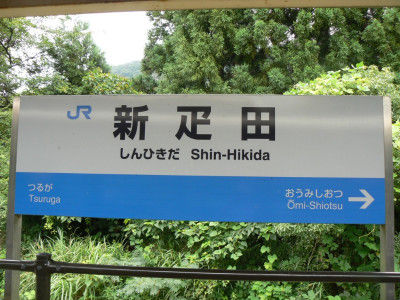 JR 新疋田
しんひきだ Shin-Hikida
つるが おうみしおつ
Tsuruga Ōmi-Shiotsu →